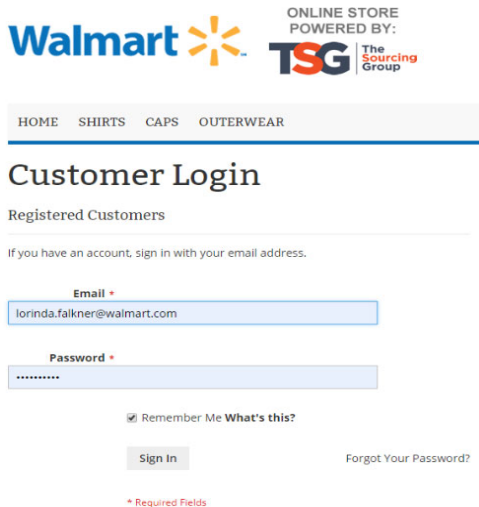 Walmart
ONLINE STORE
POWERED BY:
TSG The Sourcing Group
HOME SHIRTS CAPS OUTERWEAR
Customer Login
Registered Customers
If you have an account, sign in with your email address.
Email *
lorinda.falkner@walmart.com
Password *
••••••••••
Remember Me What's this?
Sign In Forgot Your Password?
* Required Fields